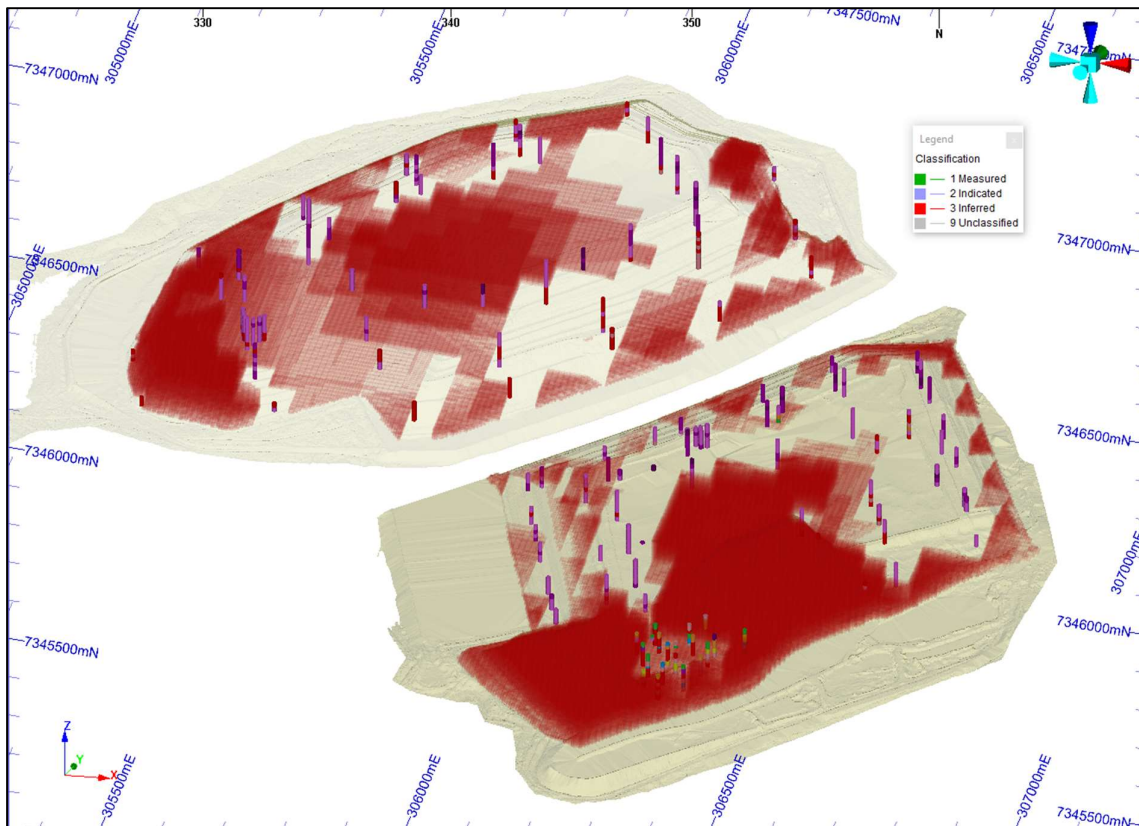 330
340
350
N
305000mE
305500mE
306000mE
7347500mN
306500mE
7347000mN
Legend
Classification
1 Measured
2 Indicated
3 Inferred
9 Unclassified
7347000mN
7346500mN
305000mE
7346000mN
7346500mN
307000mE
7345500mN
7346000mN
Z
Y
X
305500mE
306000mE
306500mE
307000mE
7345500mN